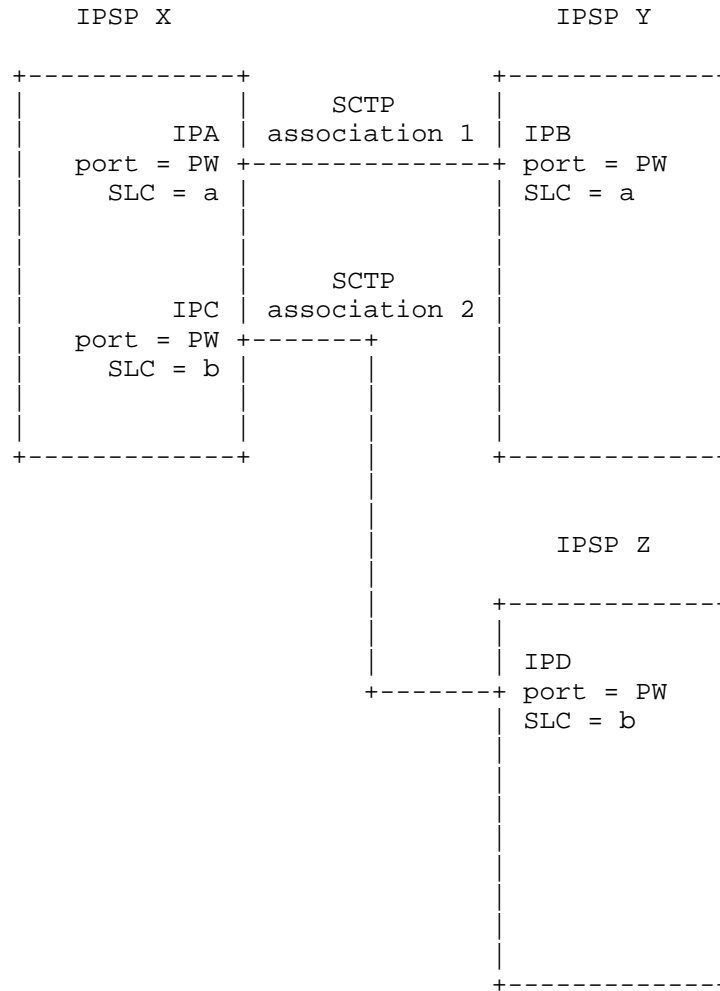 IPSP X IPSP Y
SCTP
IPA association 1 IPB
port = PW port = PW
SLC = a SLC = a
SCTP
IPC association 2
port = PW
SLC = b
IPSP Z
IPD
port = PW
SLC = b